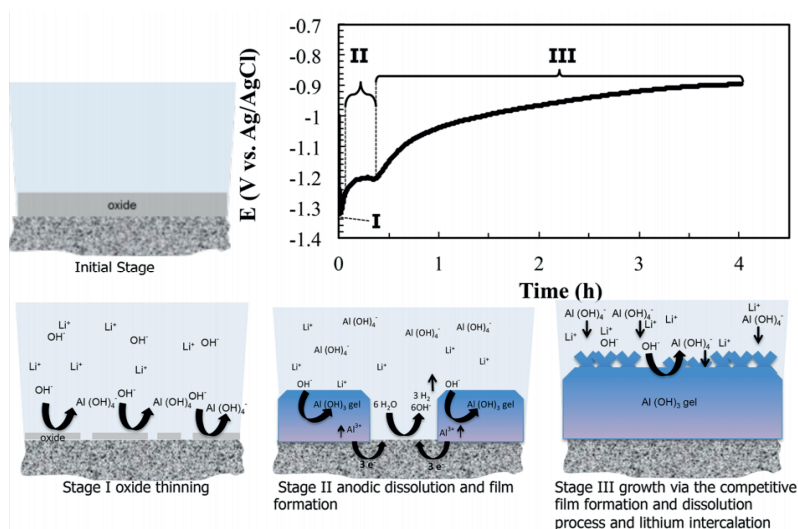 -0.7
-0.8
-0.9
-1
-1.1
-1.2
-1.3
-1.4
E (V vs. Ag/AgCl)
II
III
I
0
1
2
3
4
Time (h)
oxide
Initial Stage
Li⁺
OH⁻
Li⁺
OH⁻
Li⁺
OH⁻
Li⁺
Li⁺
Li⁺
OH⁻
OH⁻
Al (OH)₄⁻
OH⁻
Al (OH)₄⁻
OH⁻
Al (OH)₄⁻
oxide
Stage I oxide thinning
Li⁺
Al (OH)₄⁻
Al (OH)₄⁻
Al (OH)₄⁻
Al (OH)₄⁻
Li⁺
Li⁺
OH⁻
Li⁺
3 H₂
6OH⁻
OH⁻
Al (OH)₃ gel
6 H₂O
Al (OH)₃ gel
Al³⁺
Al³⁺
3 e⁻
3 e⁻
Stage II anodic dissolution and film
formation
Li⁺
Li⁺
Al (OH)₄⁻
Al (OH)₄⁻
Li⁺
Al (OH)₄⁻
Li⁺
OH⁻
Li⁺
OH⁻
Al (OH)₄⁻
Li⁺
Al (OH)₃ gel
Stage III growth via the competitive
film formation and dissolution
process and lithium intercalation